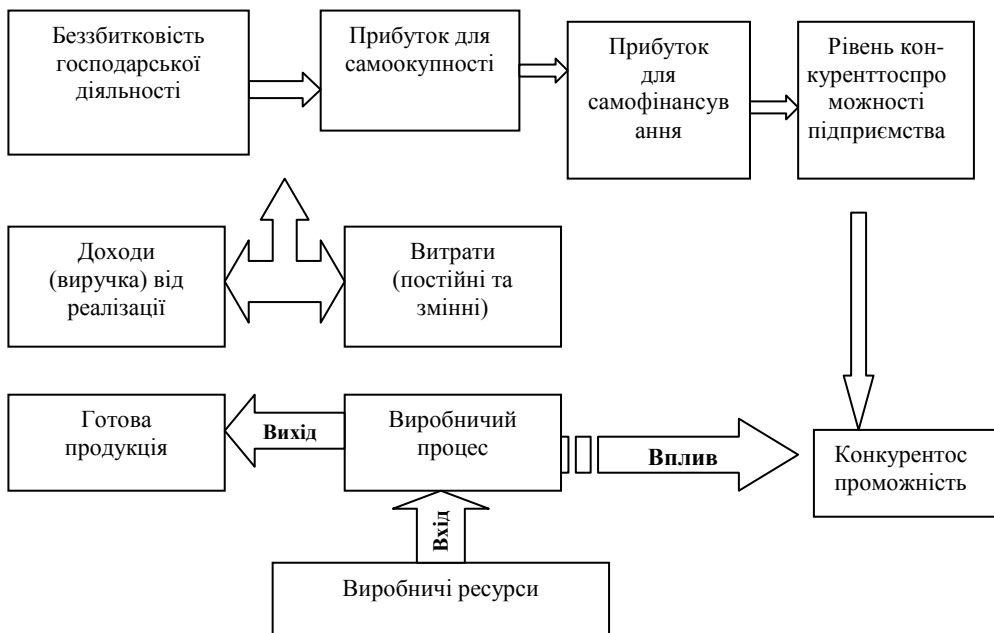 Беззбитковість
господарської
діяльності
Прибуток для
самоокупності
Прибуток
для
самофінансув
ання
Рівень кон-
куренттоспро
можності
підприємства
Доходи
(виручка) від
реалізації
Витрати
(постійні та
змінні)
Готова
продукція
Вихід
Виробничий
процес
Вплив
Конкурентос
проможність
Вхід
Виробничі ресурси